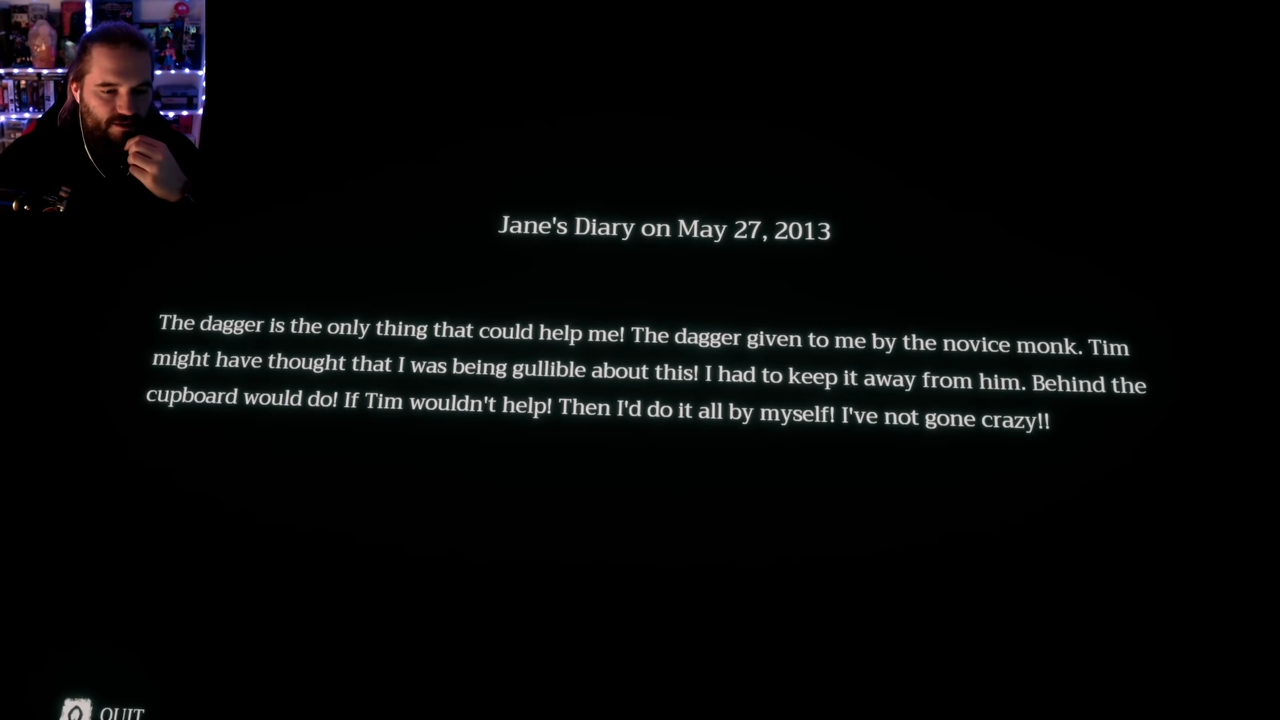 Jane's Diary on May 27, 2013
The dagger is the only thing that could help me! The dagger given to me by the novice monk. Tim
might have thought that I was being gullible about this! I had to keep it away from him. Behind the
cupboard would do! If Tim wouldn't help! Then I'd do it all by myself! I've not gone crazy!!
Q QUIT